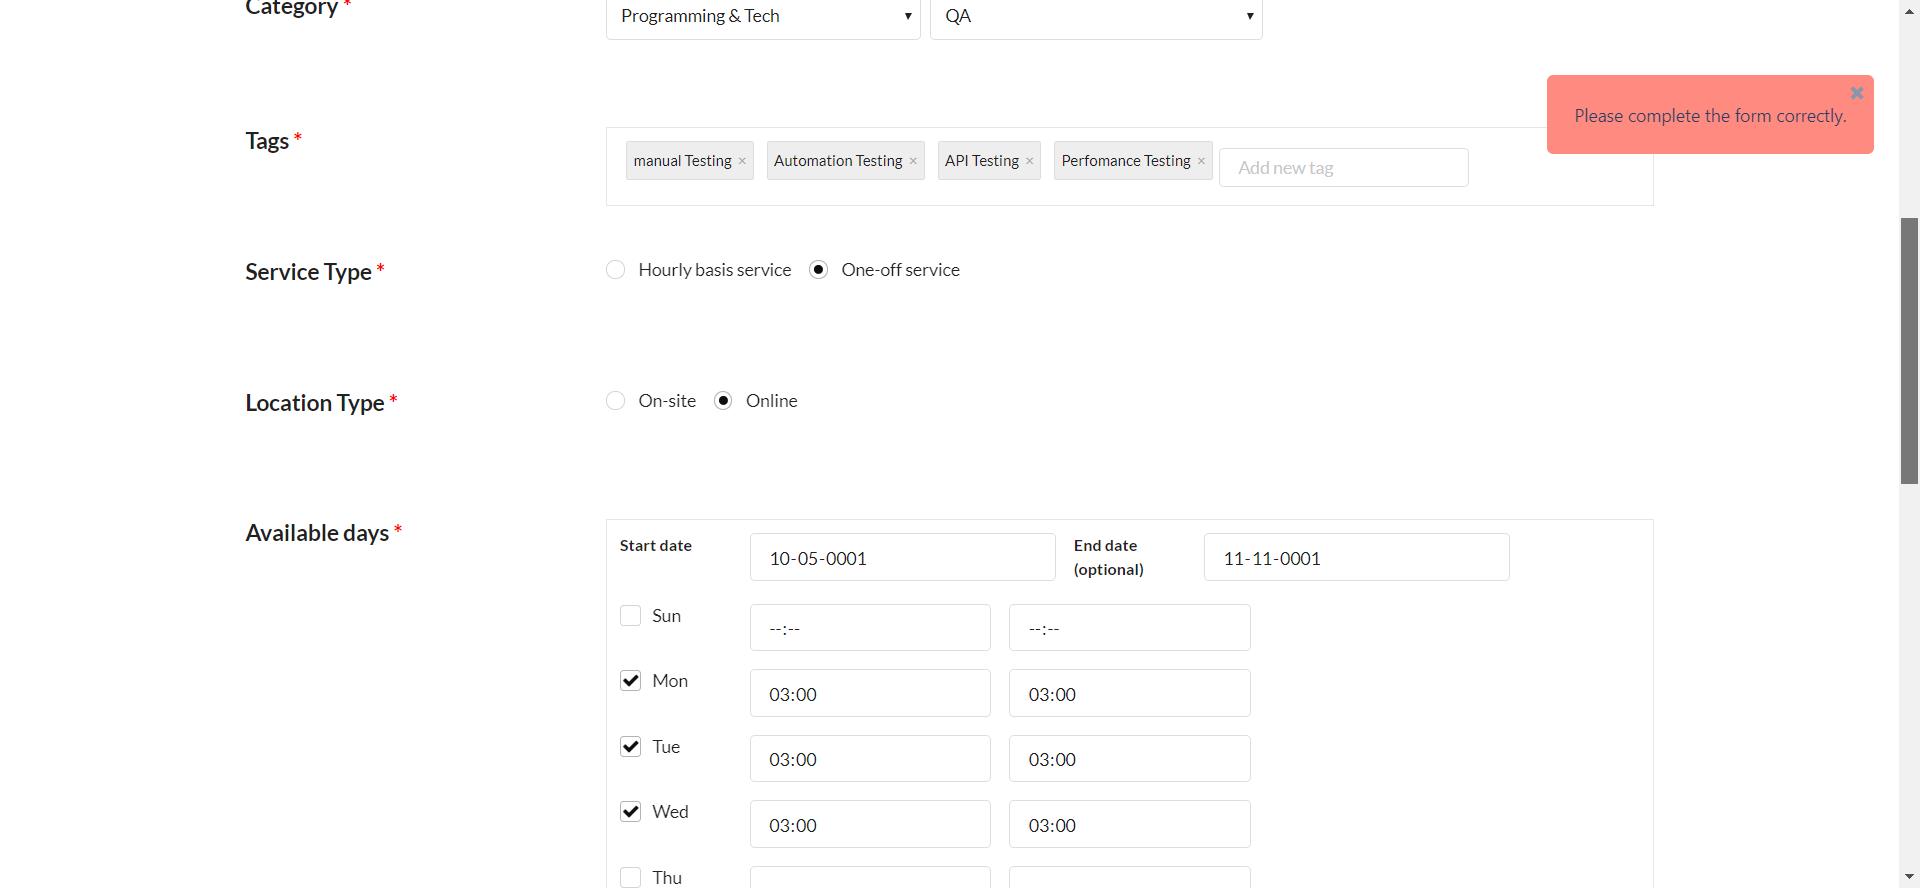 Category *
Programming & Tech
QA
Please complete the form correctly.
Tags *
manual Testing ×
Automation Testing ×
API Testing ×
Perfomance Testing ×
Add new tag
Service Type *
Hourly basis service
One-off service
Location Type *
On-site
Online
Available days *
Start date
10-05-0001
End date
(optional)
11-11-0001
Sun
--:--
--:--
Mon
03:00
03:00
Tue
03:00
03:00
Wed
03:00
03:00
Thu